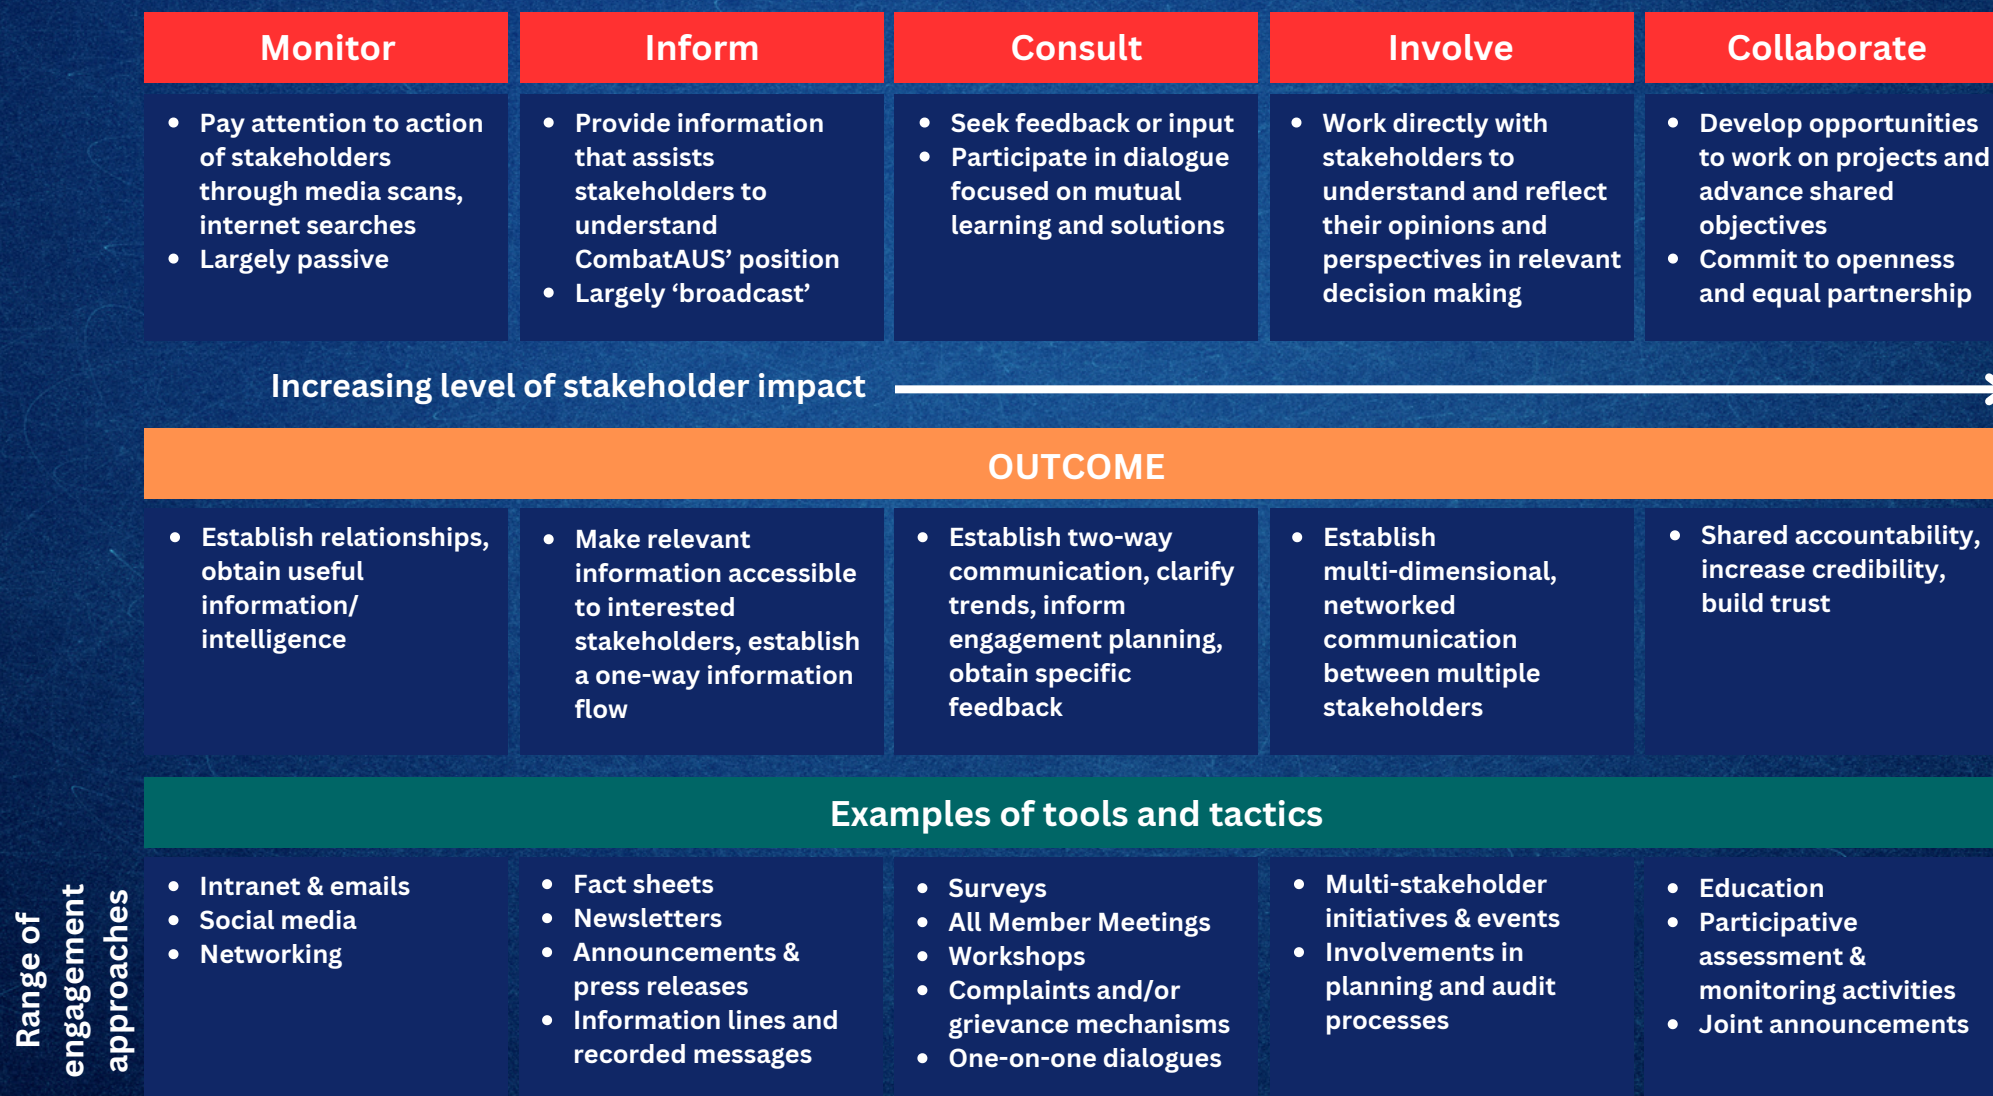 Monitor
Inform
Consult
Involve
Collaborate
• Pay attention to action
of stakeholders
through media scans,
internet searches
• Largely passive
• Provide information
that assists
stakeholders to
understand
CombatAUS’ position
• Largely ‘broadcast’
• Seek feedback or input
• Participate in dialogue
focused on mutual
learning and solutions
• Work directly with
stakeholders to
understand and reflect
their opinions and
perspectives in relevant
decision making
• Develop opportunities
to work on projects and
advance shared
objectives
• Commit to openness
and equal partnership
Increasing level of stakeholder impact
OUTCOME
• Establish relationships,
obtain useful
information/
intelligence
• Make relevant
information accessible
to interested
stakeholders, establish
a one-way information
flow
• Establish two-way
communication, clarify
trends, inform
engagement planning,
obtain specific
feedback
• Establish
multi-dimensional,
networked
communication
between multiple
stakeholders
• Shared accountability,
increase credibility,
build trust
Examples of tools and tactics
Range of
engagement
approaches
• Intranet & emails
• Social media
• Networking
• Fact sheets
• Newsletters
• Announcements &
press releases
• Information lines and
recorded messages
• Surveys
• All Member Meetings
• Workshops
• Complaints and/or
grievance mechanisms
• One-on-one dialogues
• Multi-stakeholder
initiatives & events
• Involvements in
planning and audit
processes
• Education
• Participative
assessment &
monitoring activities
• Joint announcements